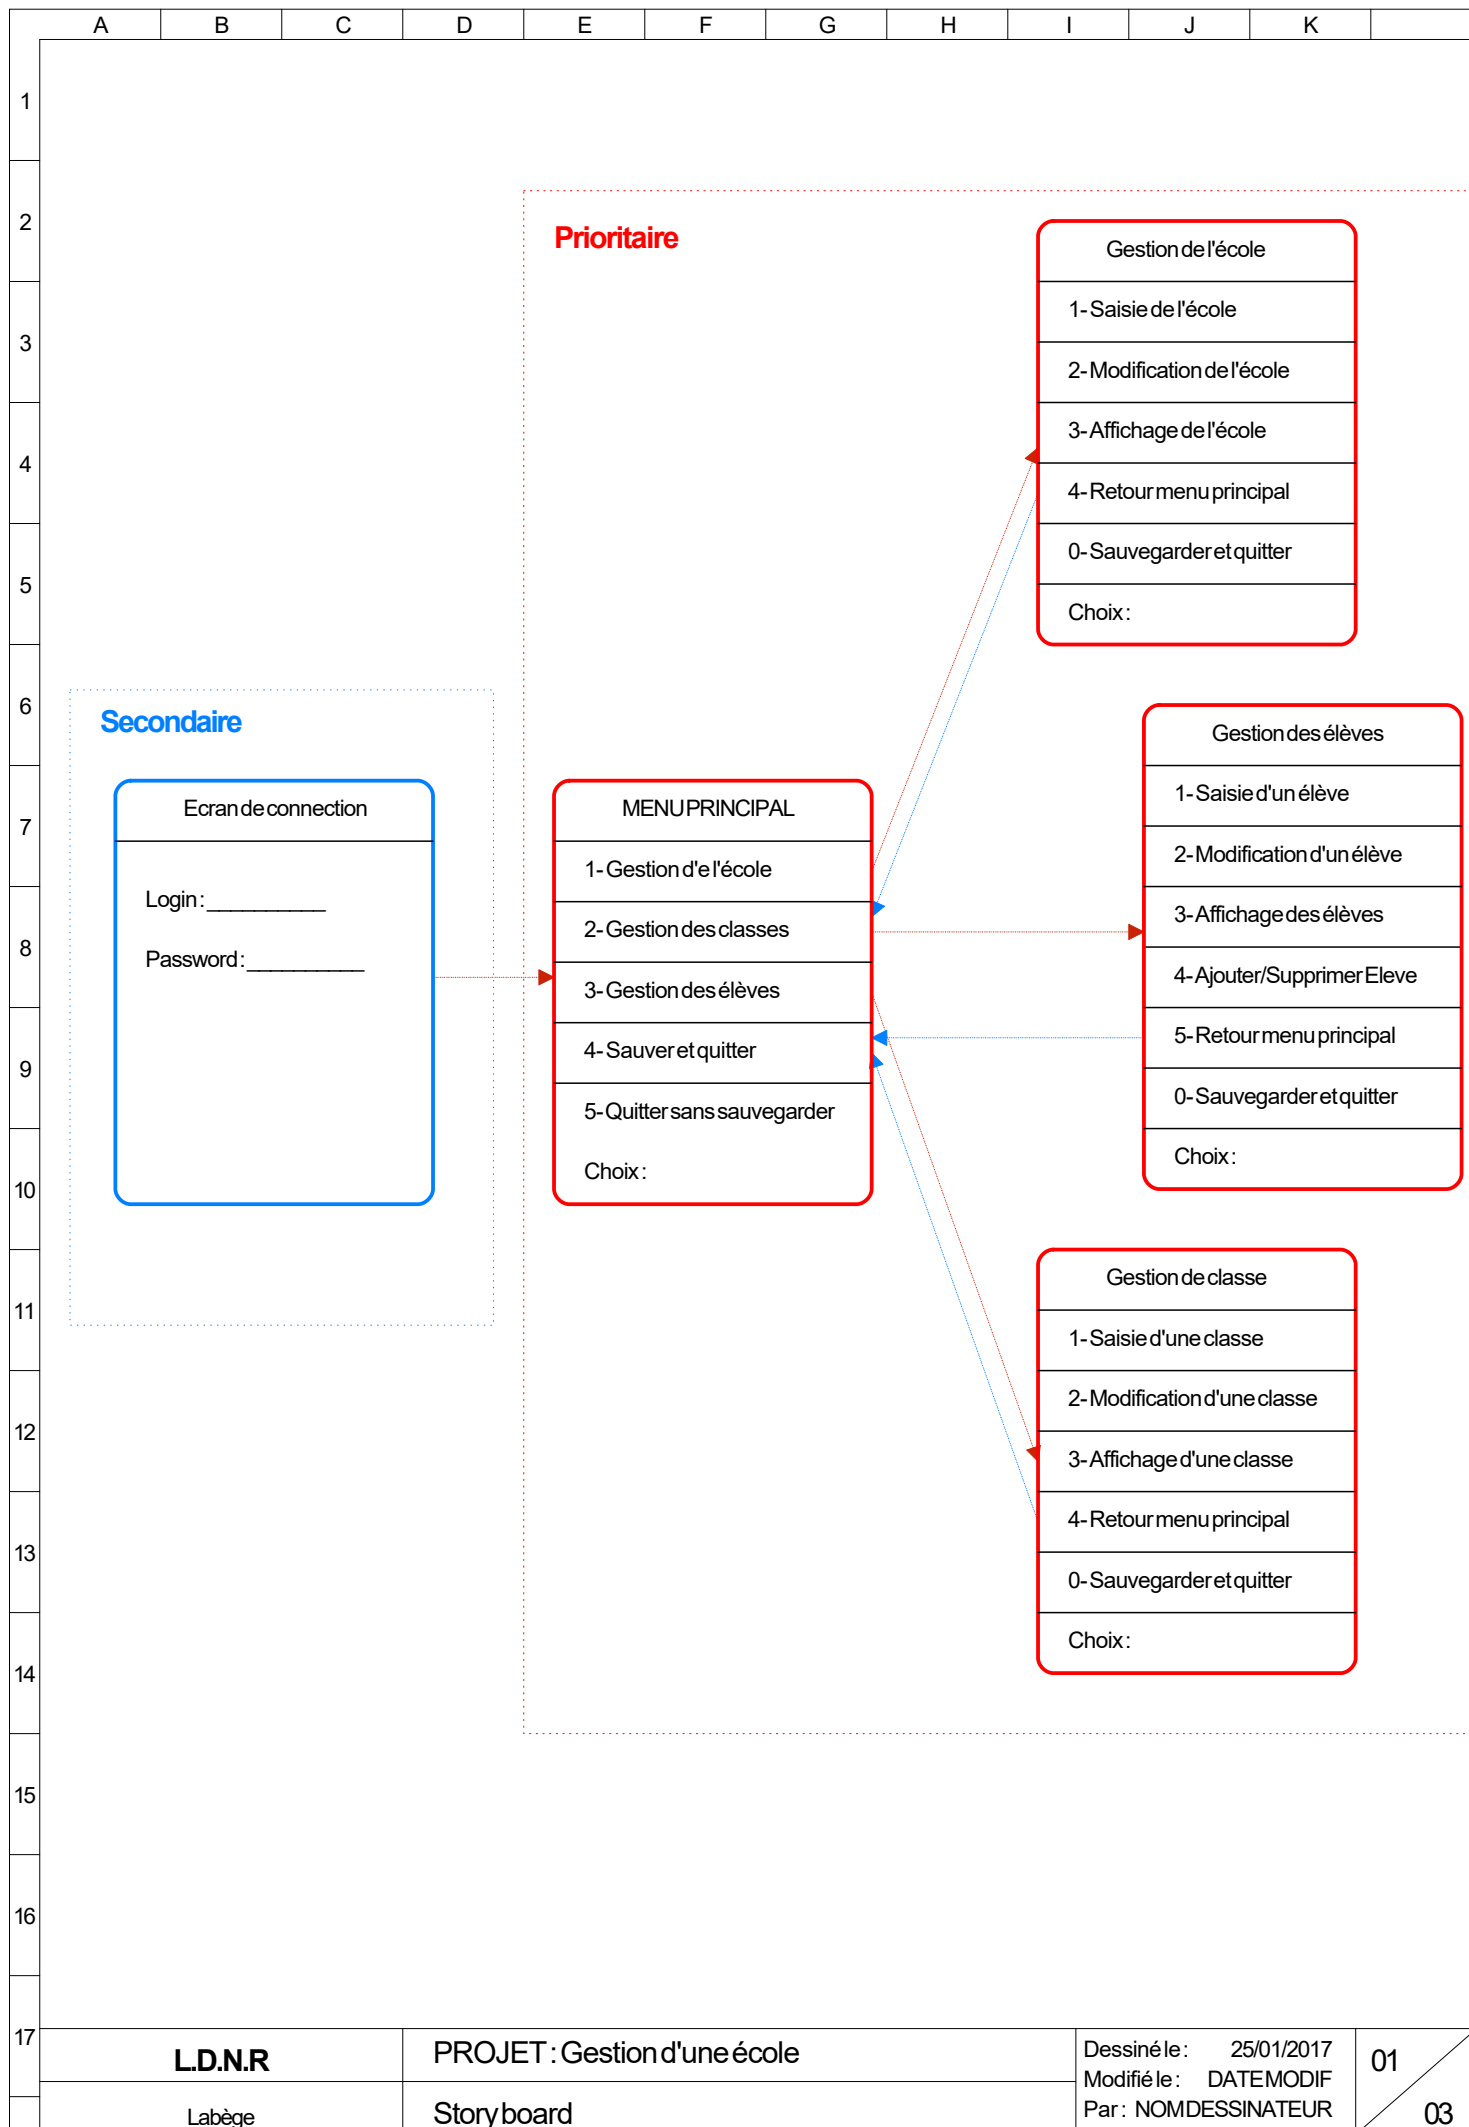 A B C D E F G H I J K
1
2
3
4
5
6
7
8
9
10
11
12
13
14
15
16
17
Prioritaire
Gestion de l'école
1- Saisie de l'école
2- Modification de l'école
3- Affichage de l'école
4- Retour menu principal
0- Sauvegarder et quitter
Choix :
Secondaire
Ecran de connection
Login : __________
Password : __________
MENU PRINCIPAL
1- Gestion d'e l'école
2- Gestion des classes
3- Gestion des élèves
4- Sauver et quitter
5- Quitter sans sauvegarder
Choix :
Gestion des élèves
1- Saisie d'un élève
2- Modification d'un élève
3- Affichage des élèves
4- Ajouter/Supprimer Eleve
5- Retour menu principal
0- Sauvegarder et quitter
Choix :
Gestion de classe
1- Saisie d'une classe
2- Modification d'une classe
3- Affichage d'une classe
4- Retour menu principal
0- Sauvegarder et quitter
Choix :
L.D.N.R
Labège
PROJET : Gestion d'une école
Story board
Dessiné le : 25/01/2017
Modifié le : DATEMODIF
Par : NOMDESSINATEUR
01
03